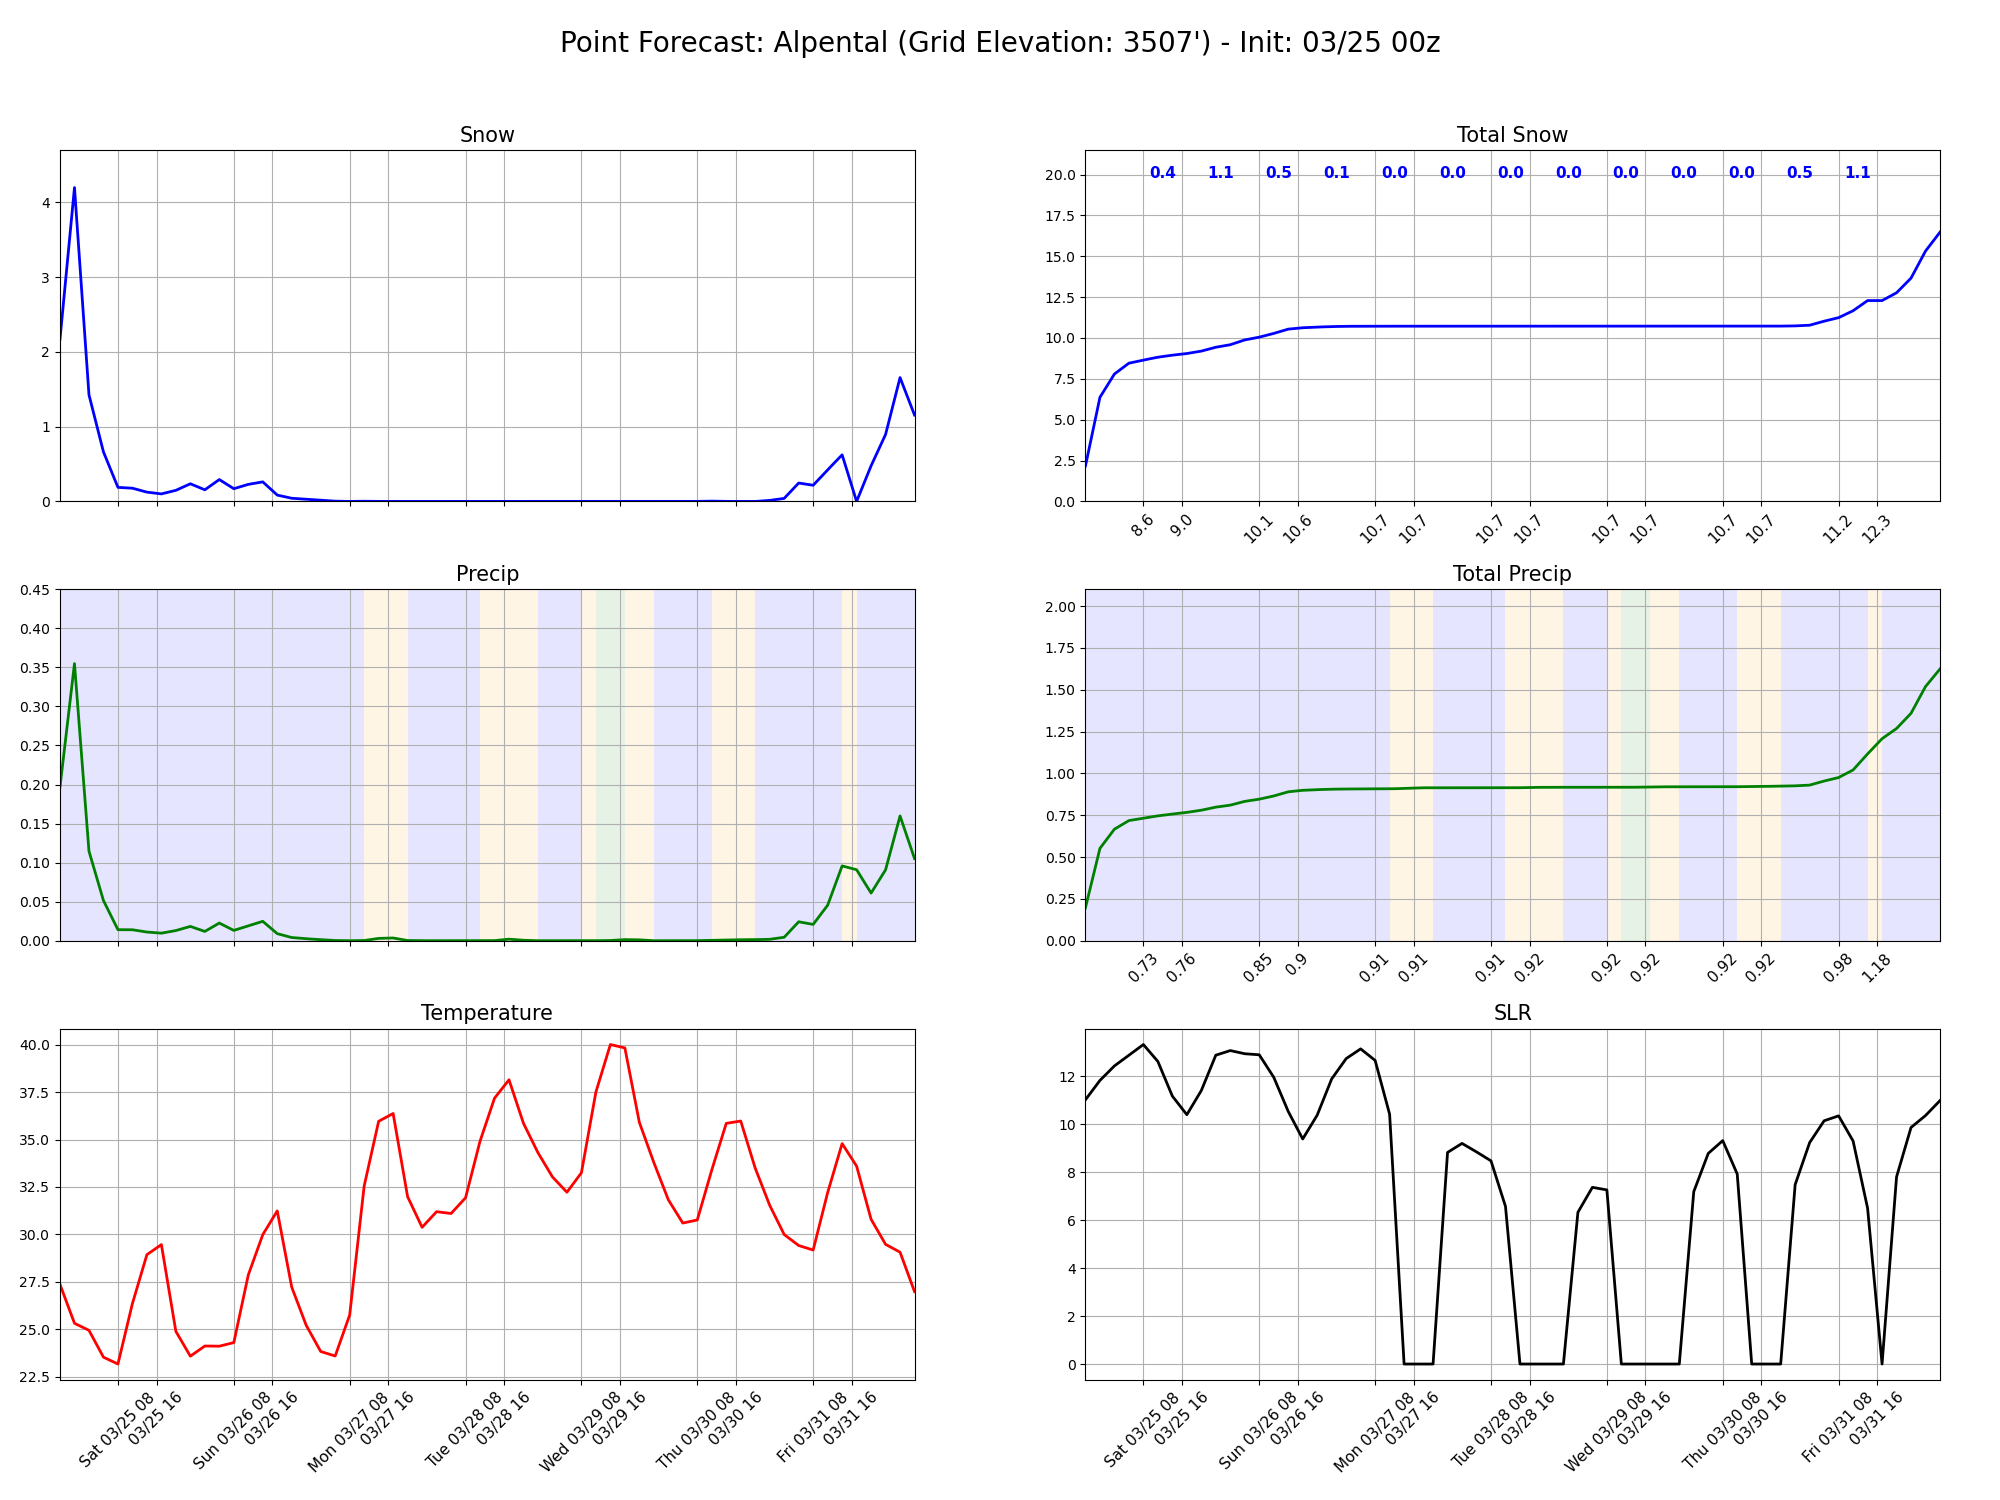 Point Forecast: Alpental (Grid Elevation: 3507') - Init: 03/25 00z
Snow
4
3
2
1
0
Total Snow
20.0
17.5
15.0
12.5
10.0
7.5
5.0
2.5
0.0
0.4 1.1 0.5 0.1 0.0 0.0 0.0 0.0 0.0 0.0 0.0 0.5 1.1
8.6 9.0 10.1 10.6 10.7 10.7 10.7 10.7 10.7 10.7 10.7 10.7 11.2 12.3
Precip
0.45
0.40
0.35
0.30
0.25
0.20
0.15
0.10
0.05
0.00
Total Precip
2.00
1.75
1.50
1.25
1.00
0.75
0.50
0.25
0.00
0.73 0.76 0.85 0.9 0.91 0.91 0.91 0.92 0.92 0.92 0.92 0.92 0.98 1.18
Temperature
40.0
37.5
35.0
32.5
30.0
27.5
25.0
22.5
Sat 03/25 08
03/25 16
Sun 03/26 08
03/26 16
Mon 03/27 08
03/27 16
Tue 03/28 08
03/28 16
Wed 03/29 08
03/29 16
Thu 03/30 08
03/30 16
Fri 03/31 08
03/31 16
SLR
12
10
8
6
4
2
0
Sat 03/25 08
03/25 16
Sun 03/26 08
03/26 16
Mon 03/27 08
03/27 16
Tue 03/28 08
03/28 16
Wed 03/29 08
03/29 16
Thu 03/30 08
03/30 16
Fri 03/31 08
03/31 16